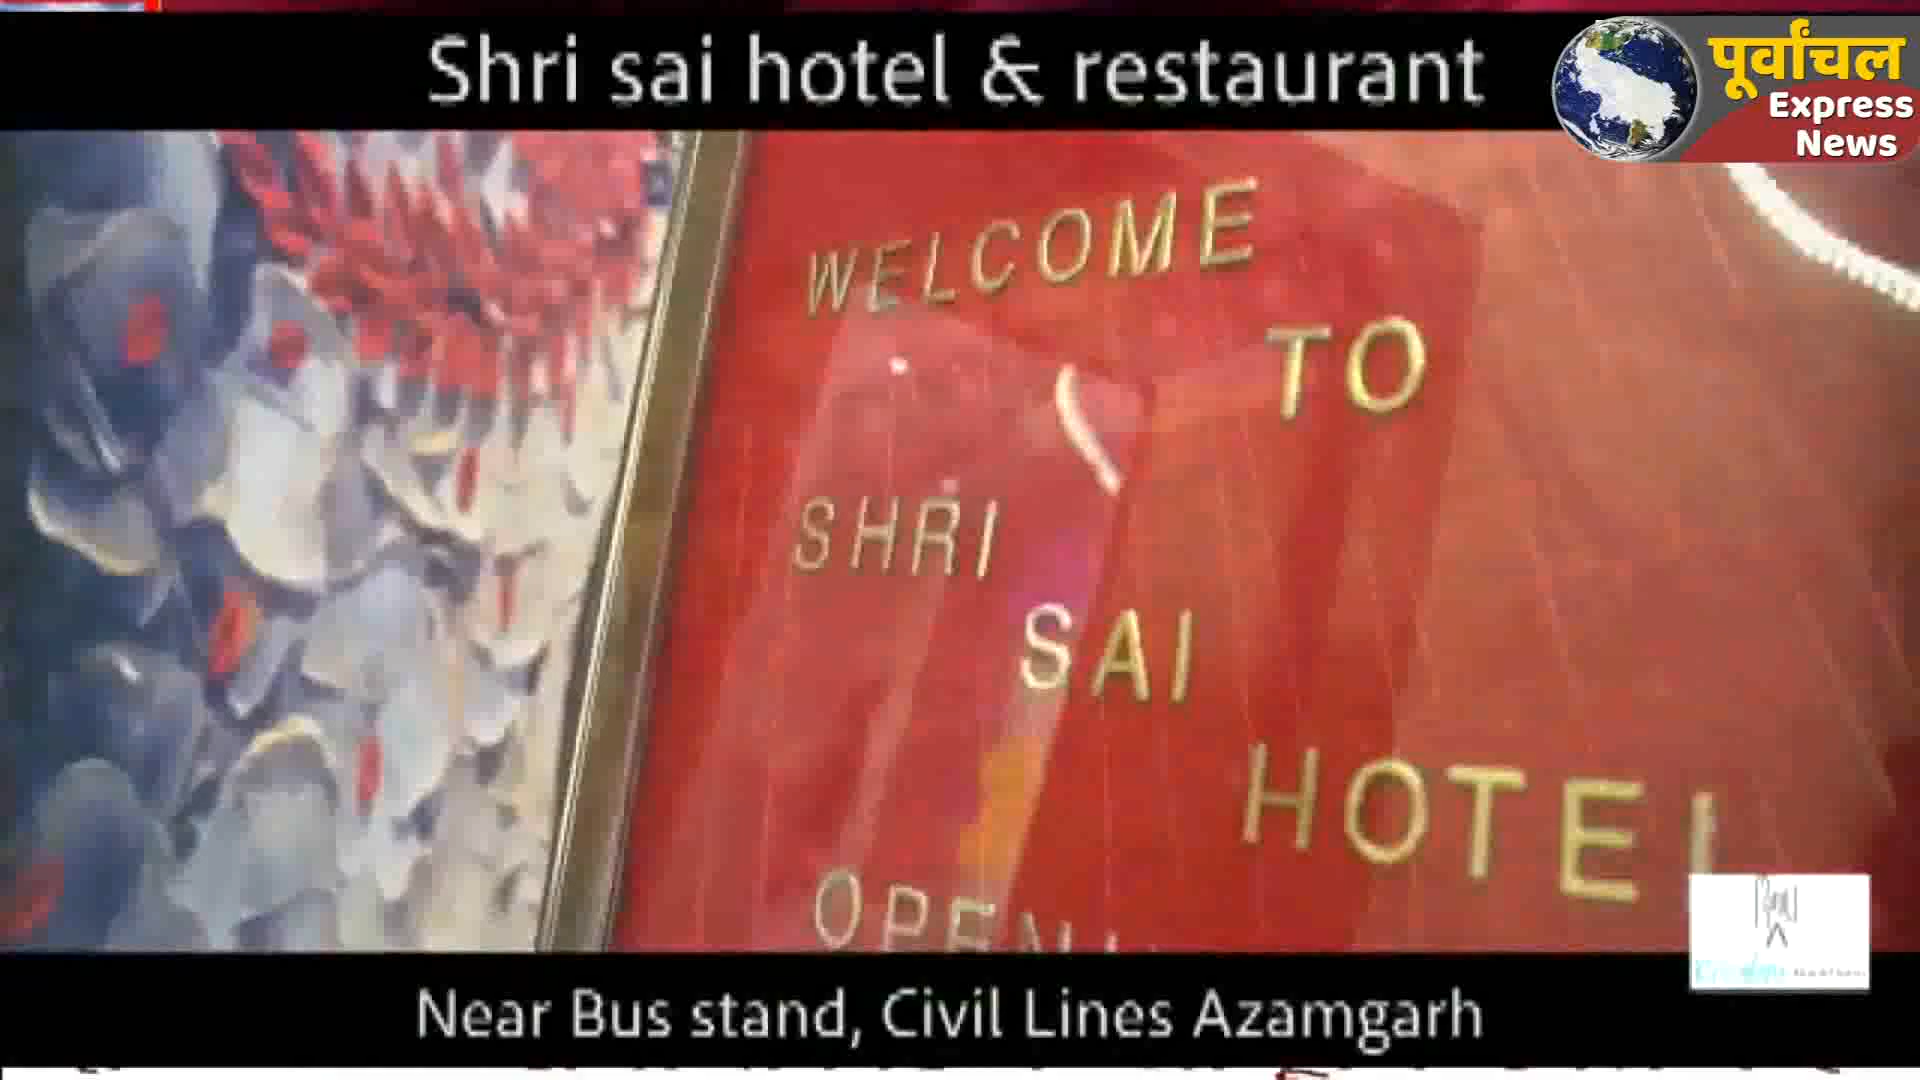 Shri sai hotel & restaurant
पूर्वांचल
Express
News
WELCOME
TO
SHRI
SAI
HOTEL
Near Bus stand, Civil Lines Azamgarh